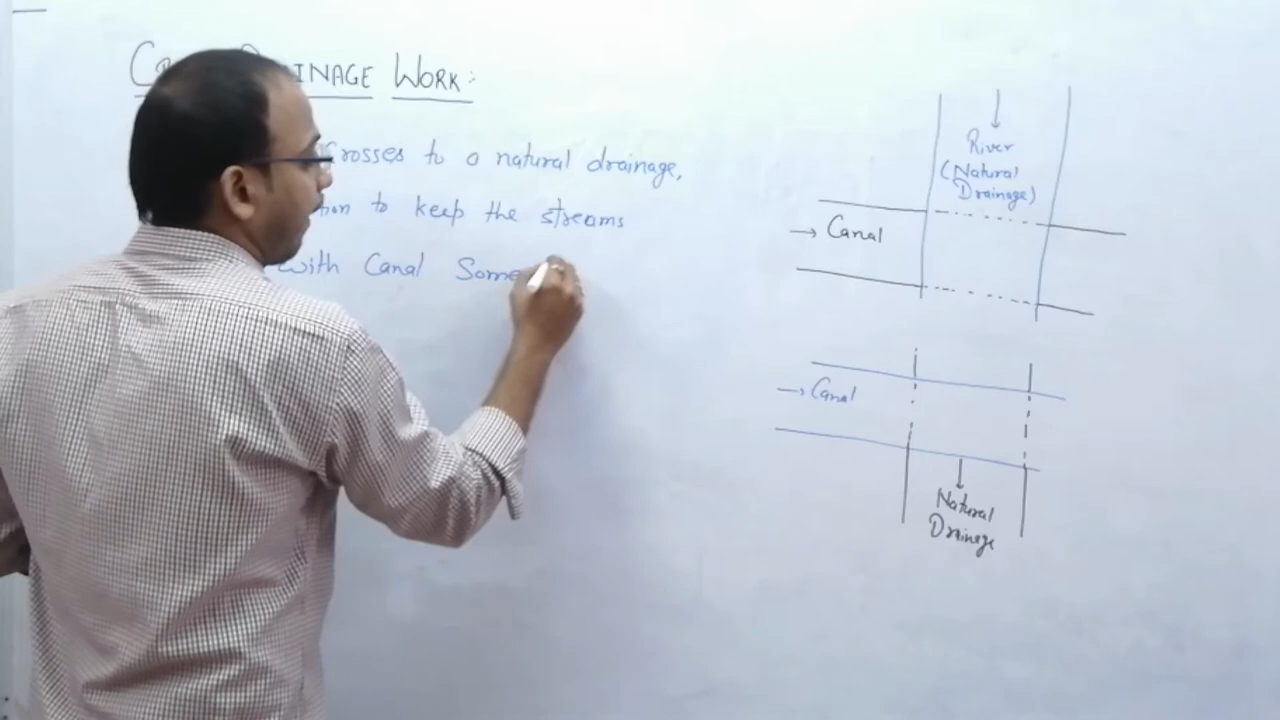 WORK:
Crosses to a natural drainage,
to keep the streams
with Canal Some
River
(Natural
Drainage)
→ Canal
→ Canal
Natural
Drainage